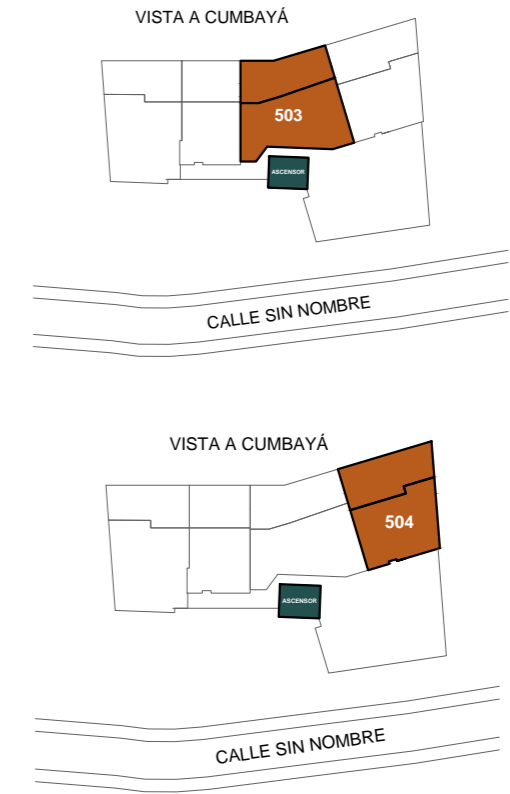 VISTA A CUMBAYÁ
503
ASCENSOR
CALLE SIN NOMBRE
VISTA A CUMBAYÁ
504
ASCENSOR
CALLE SIN NOMBRE